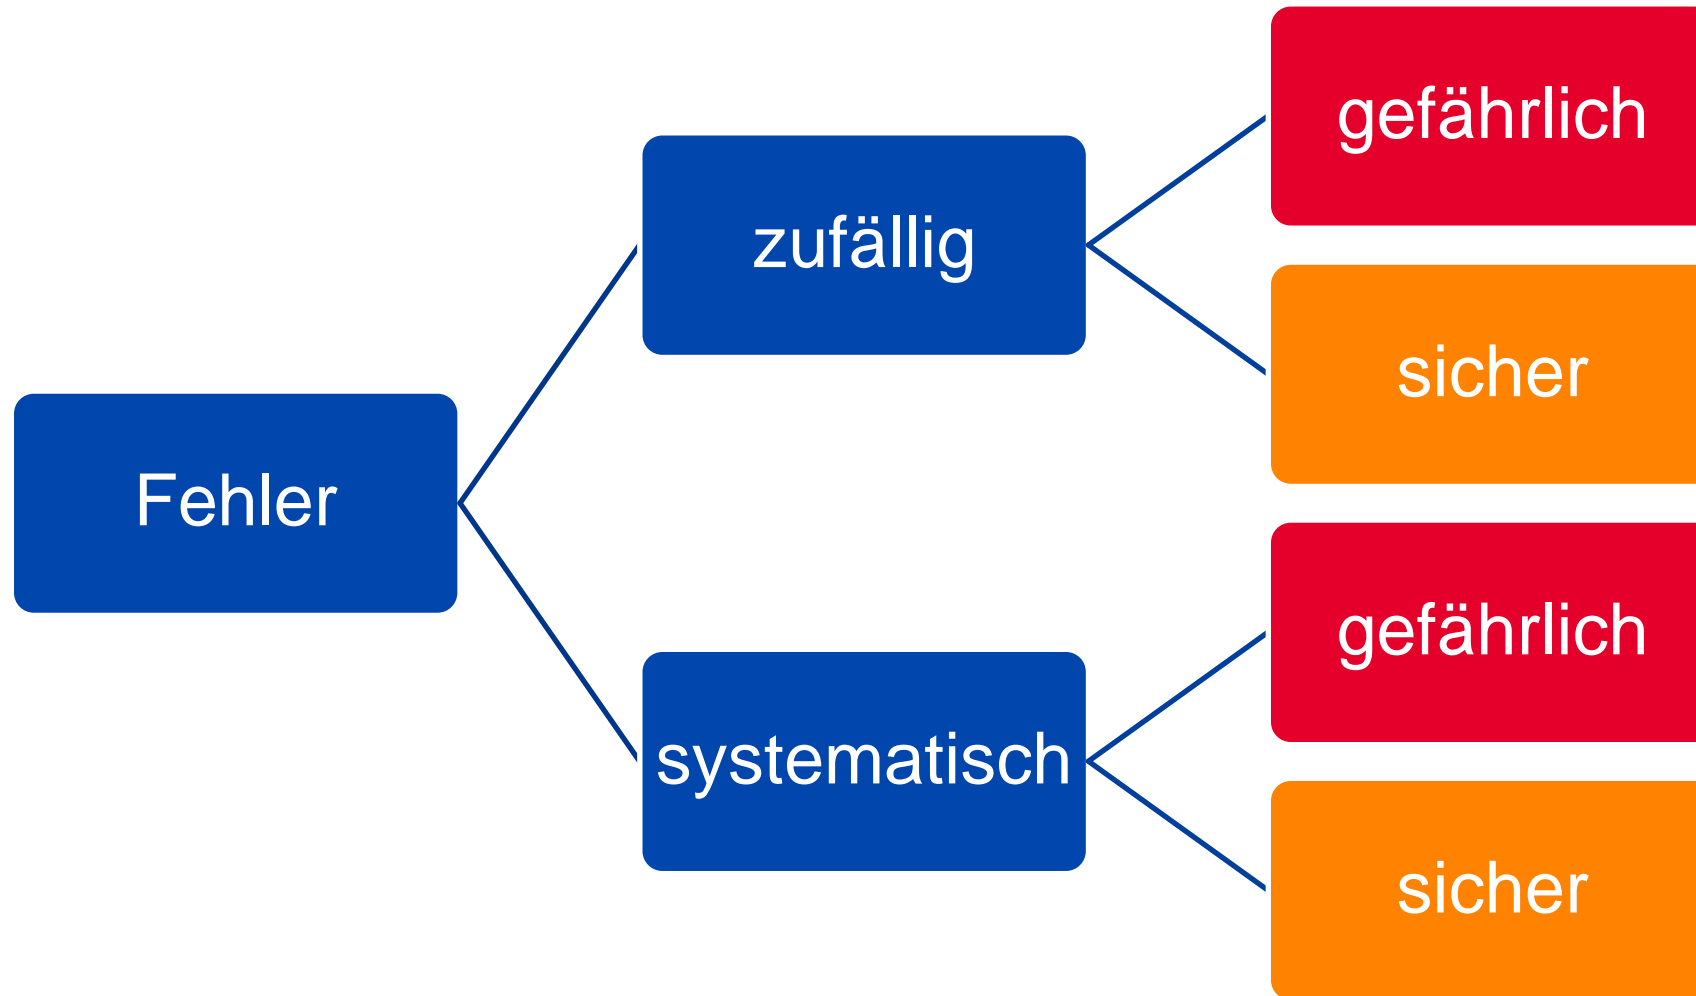 gefährlich
zufällig
sicher
Fehler
gefährlich
systematisch
sicher